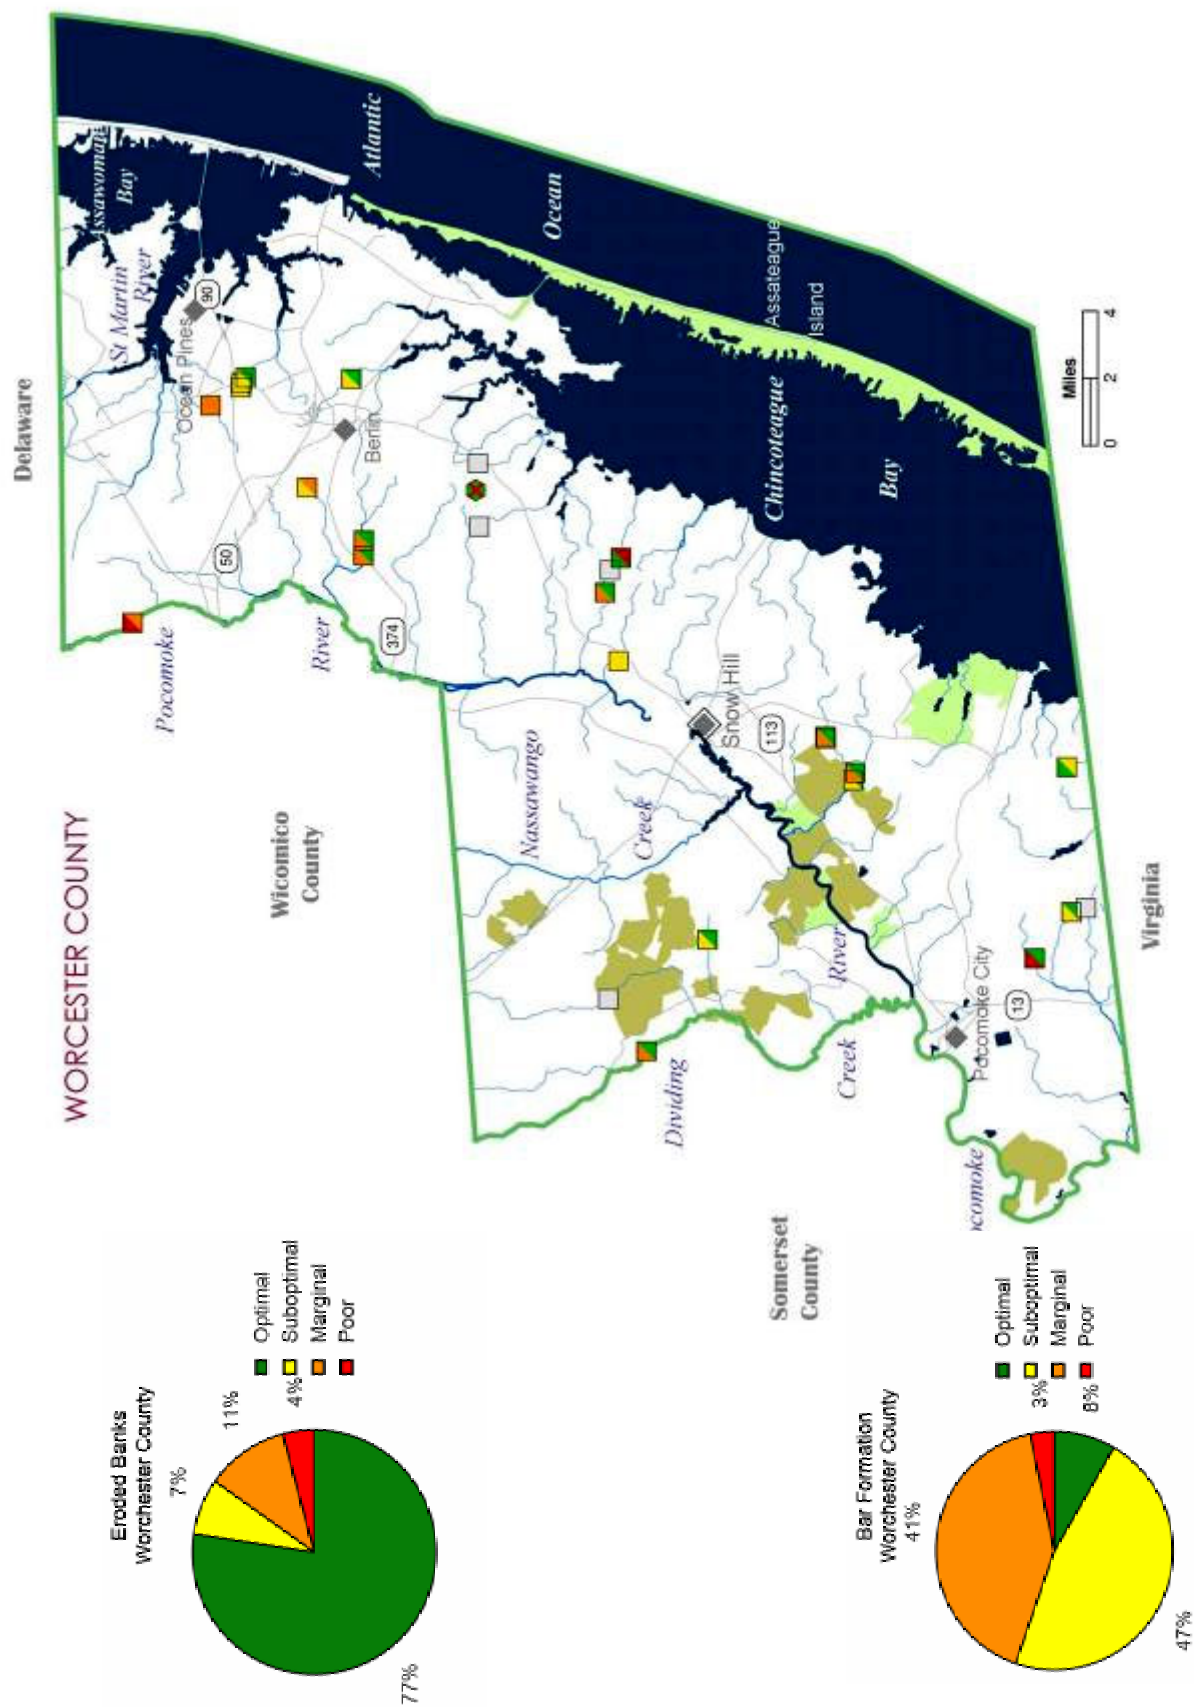 WORCESTER COUNTY
Delaware
Wicomico
County
Somerset
County
Virginia
Assawoman
Bay
St Martin
River
Atlantic
Ocean
Assateague
Island
Chincoteague
Bay
Ocean Pines
90
Berlin
50
374
Pocomoke
River
Nassawango
Creek
Snow Hill
113
River
Dividing
Creek
Pocomoke City
13
comoke
Miles
0 2 4
Eroded Banks
Worchester County
77%
7%
11%
4%
Optimal
Suboptimal
Marginal
Poor
Bar Formation
Worchester County
47%
41%
3%
8%
Optimal
Suboptimal
Marginal
Poor